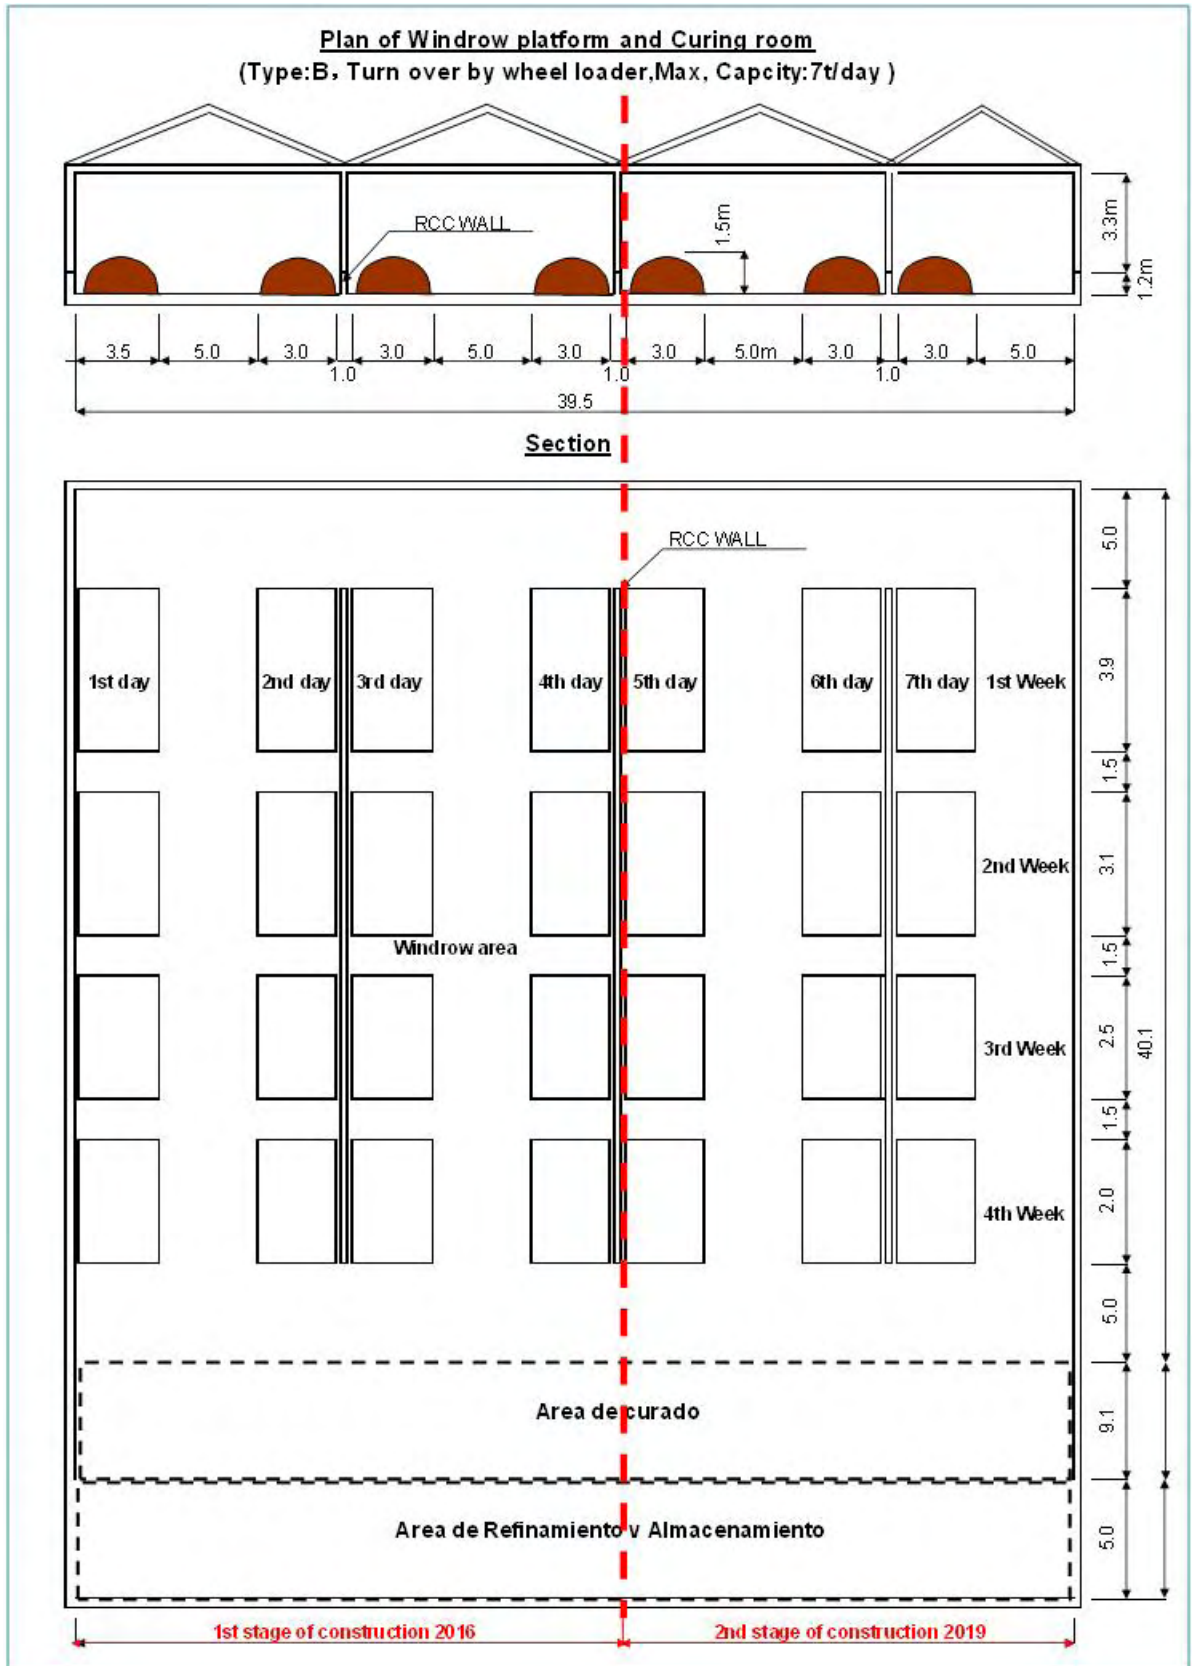 Plan of Windrow platform and Curing room
(Type:B, Turn over by wheel loader,Max, Capcity:7t/day )
RCC WALL
1.5m
3.3m
1.2m
3.5 5.0 3.0 3.0 5.0 3.0 3.0 5.0m 3.0 3.0 5.0
1.0 1.0 1.0
39.5
Section
RCC WALL
5.0
1st day 2nd day 3rd day 4th day 5th day 6th day 7th day 1st Week
3.9
1.5
2nd Week
3.1
Windrow area
1.5
3rd Week
2.5
40.1
1.5
4th Week
2.0
5.0
Area de curado
9.1
Area de Refinamiento y Almacenamiento
5.0
1st stage of construction 2016
2nd stage of construction 2019